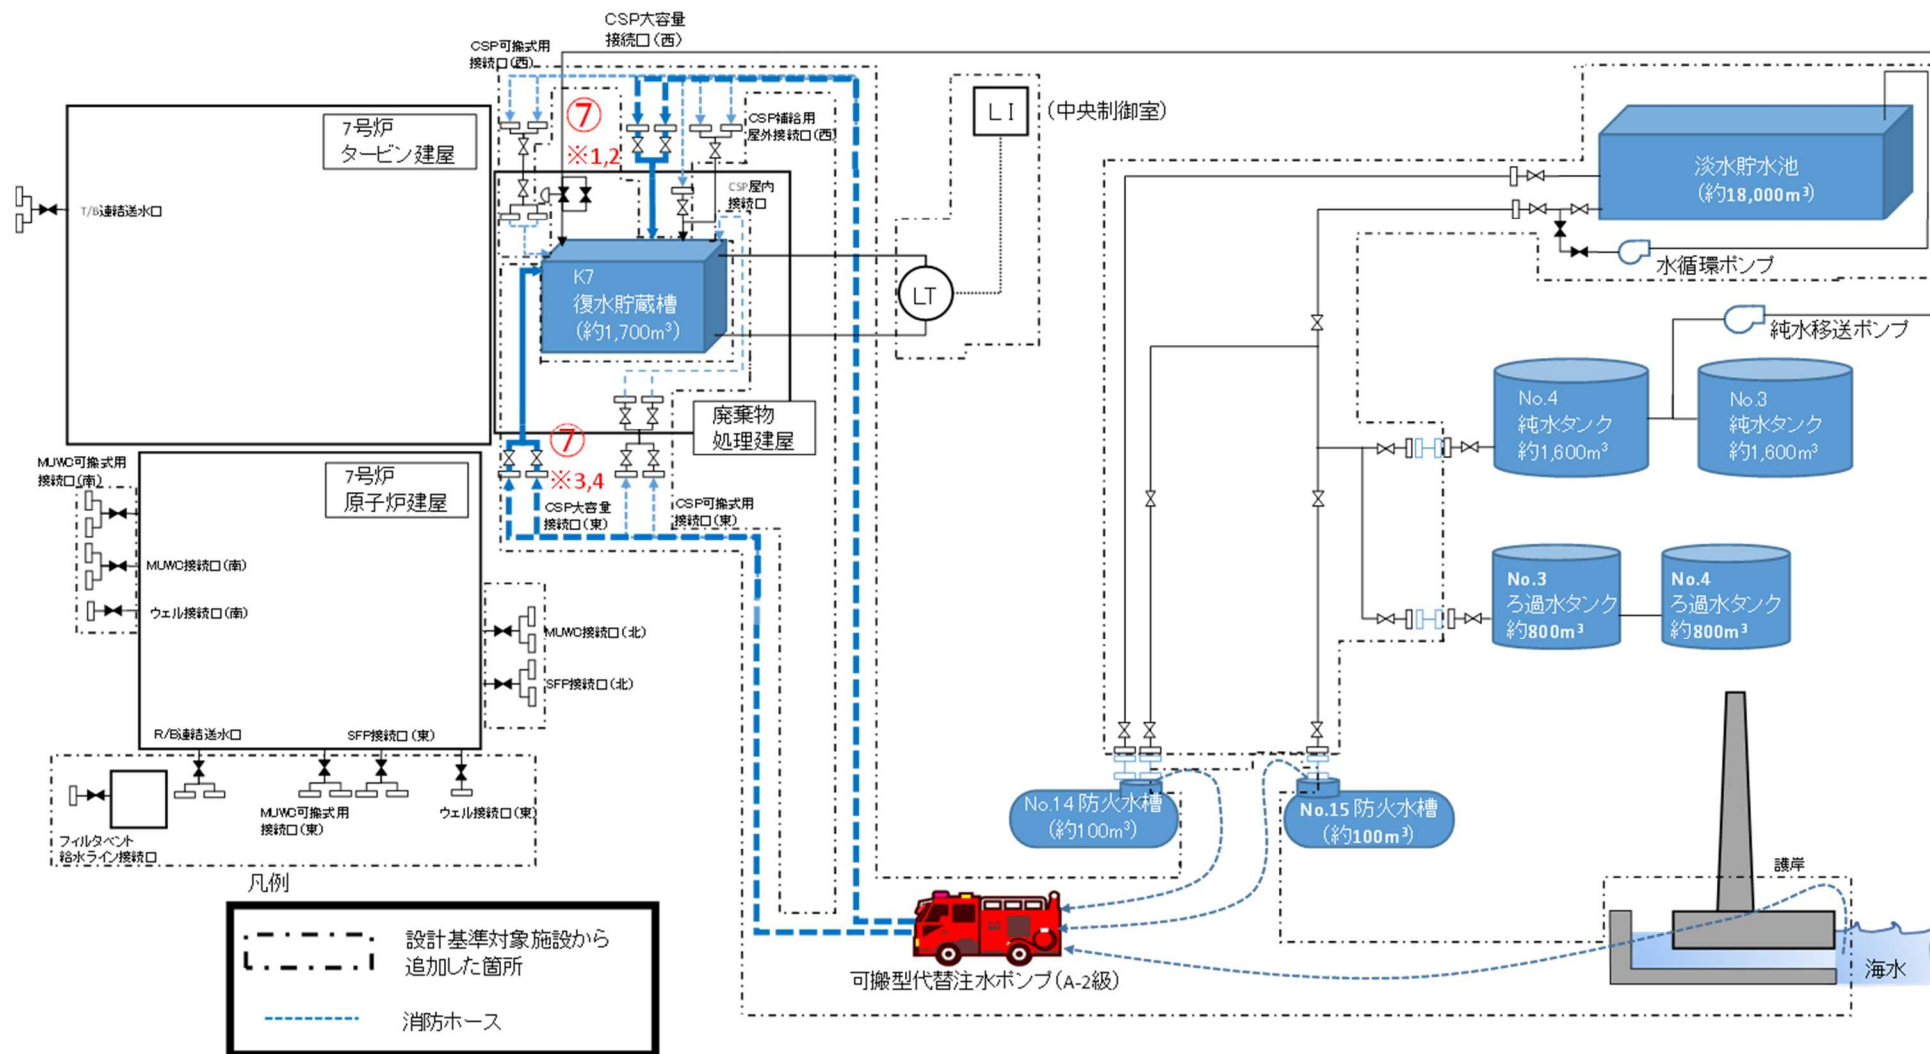 CSP大容量
接続口(西)
CSP可搬式用
接続口(西)
7号炉
タービン建屋
⑦
※1,2
CSP補給用
屋外接続口(西)
LI
(中央制御室)
淡水貯水池
(約18,000m³)
T/B連結送水口
CSP屋内
接続口
水循環ポンプ
K7
復水貯蔵槽
(約1,700m³)
LT
純水移送ポンプ
No.4
純水タンク
約1,600m³
No.3
純水タンク
約1,600m³
廃棄物
処理建屋
⑦
※3,4
MUWC可搬式用
接続口(南)
7号炉
原子炉建屋
CSP大容量
接続口(東)
CSP可搬式用
接続口(東)
MUWC接続口(南)
ウェル接続口(南)
MUWC接続口(北)
SFP接続口(北)
No.3
ろ過水タンク
約800m³
No.4
ろ過水タンク
約800m³
R/B連結送水口
SFP接続口(東)
MUWC可搬式用
接続口(東)
ウェル接続口(東)
フィルタベント
給水ライン接続口
No.14 防火水槽
(約100m³)
No.15 防火水槽
(約100m³)
護岸
海水
可搬型代替注水ポンプ(A-2級)
凡例
設計基準対象施設から
追加した箇所
消防ホース